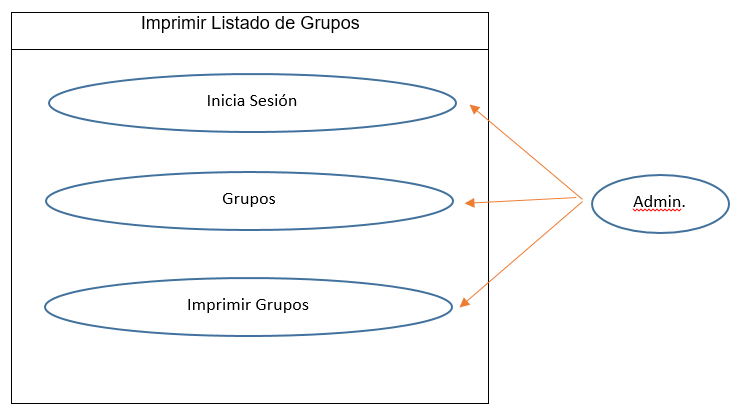 Imprimir Listado de Grupos
Inicia Sesión
Grupos
Admin.
Imprimir Grupos